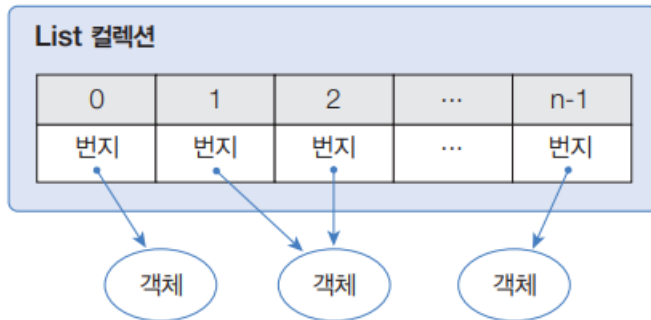 List 컬렉션
0 1 2 ... n-1
번지 번지 번지 ... 번지
객체 객체 객체